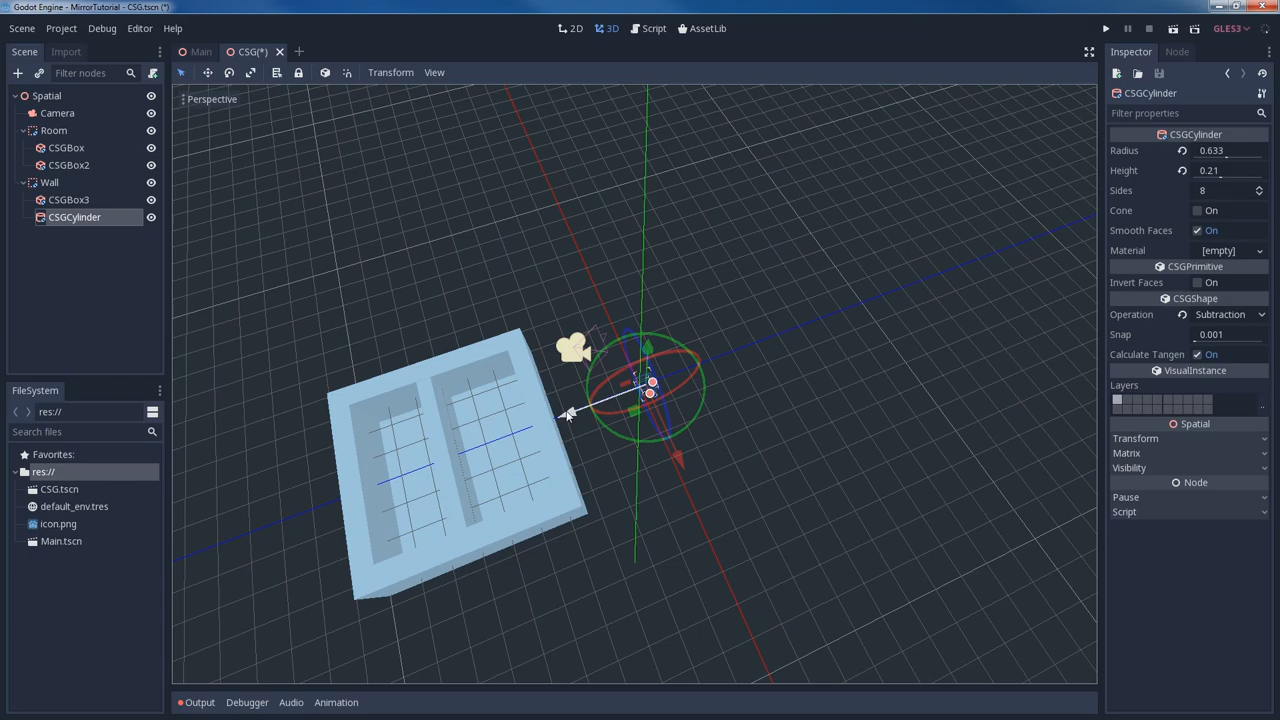 Godot Engine - MirrorTutorial - CSG.tscn (*)
Scene Project Debug Editor Help
2D 3D Script AssetLib
GLES3
Scene Import
Main CSG(*)
Inspector Node
Filter nodes
Transform View
Spatial
Perspective
CSGCylinder
Camera
Filter properties
Room
CSGCylinder
CSGBox
Radius 0.633
CSGBox2
Height 0.21
Wall
Sides 8
CSGBox3
Cone On
CSGCylinder
Smooth Faces On
Material [empty]
CSGPrimitive
Invert Faces On
CSGShape
Operation Subtraction
Snap 0.001
Calculate Tangen On
VisualInstance
FileSystem
Layers
..
res://
Spatial
Search files
Transform
Favorites:
Matrix
res://
Visibility
CSG.tscn
Node
default_env.tres
Pause
icon.png
Script
Main.tscn
Output Debugger Audio Animation